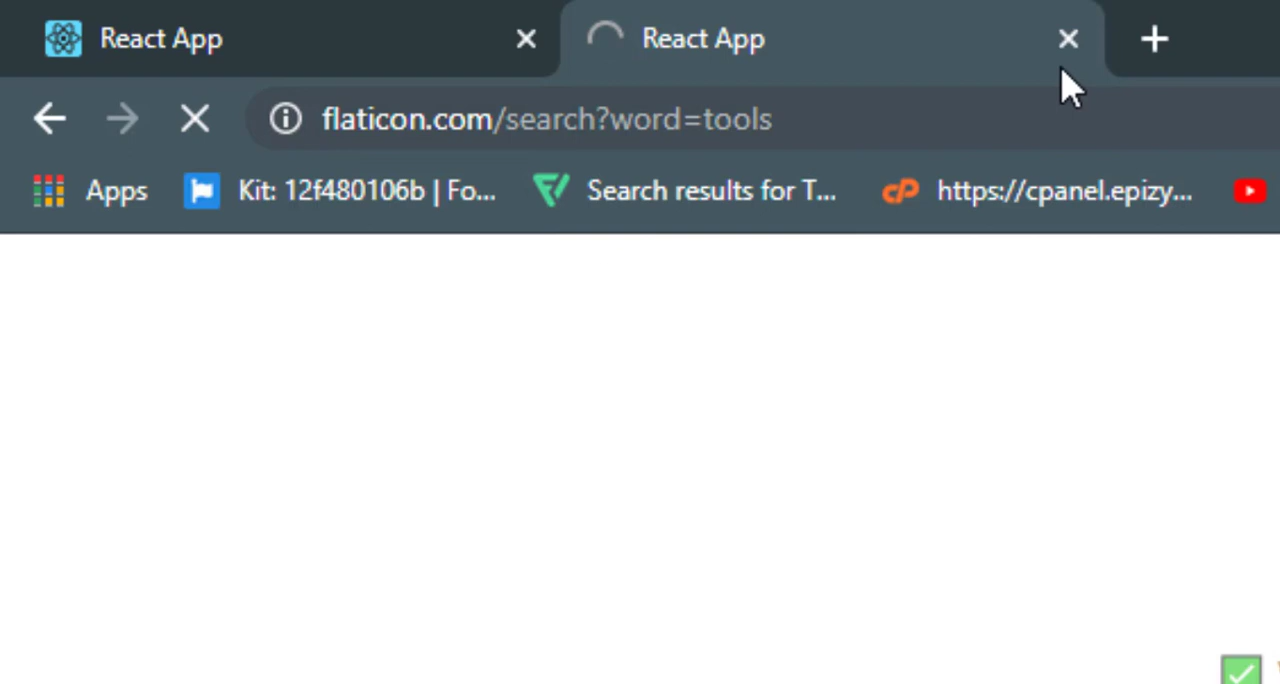 React App React App
flaticon.com/search?word=tools
Apps Kit: 12f480106b | Fo... Search results for T... https://cpanel.epizy...